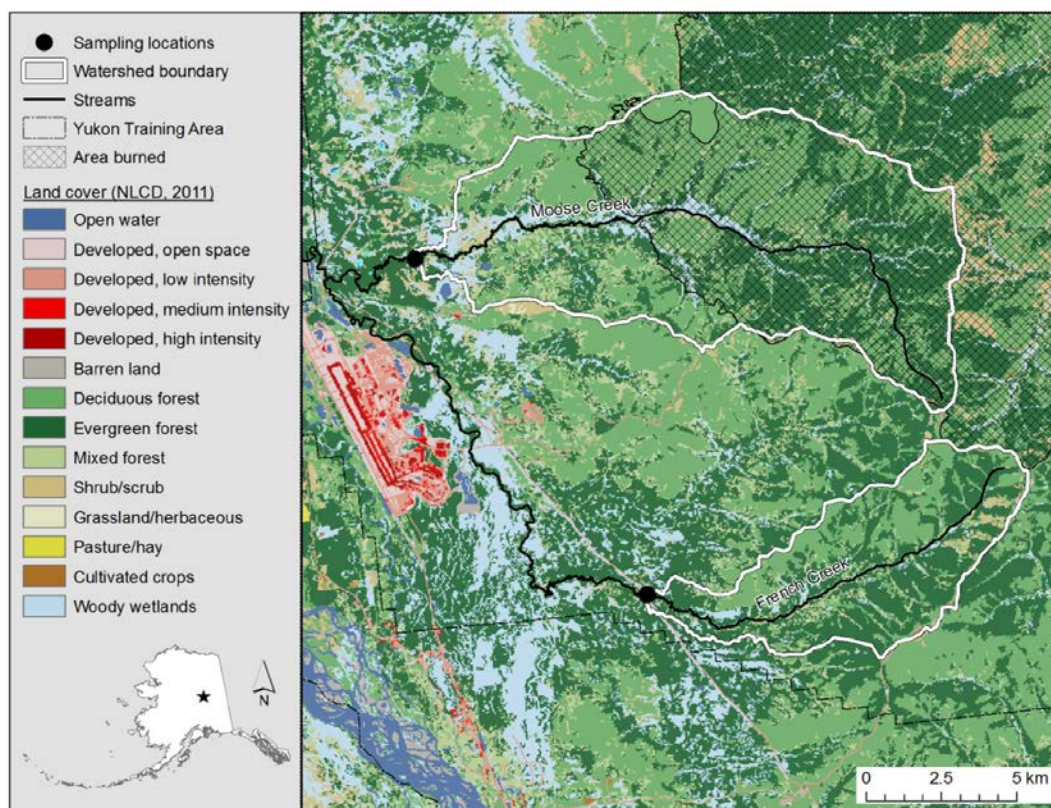 Sampling locations
Watershed boundary
Streams
Yukon Training Area
Area burned
Land cover (NLCD, 2011)
Open water
Developed, open space
Developed, low intensity
Developed, medium intensity
Developed, high intensity
Barren land
Deciduous forest
Evergreen forest
Mixed forest
Shrub/scrub
Grassland/herbaceous
Pasture/hay
Cultivated crops
Woody wetlands
N
Moose Creek
French Creek
0 2.5 5 km